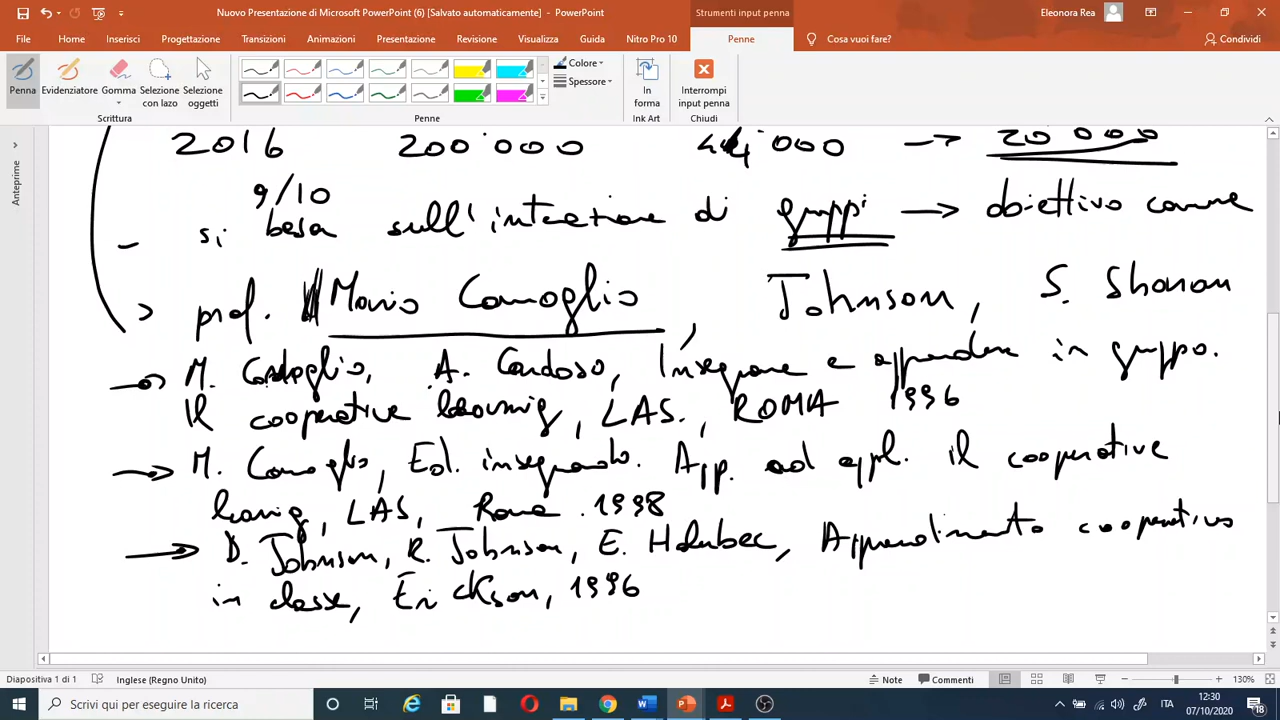 Nuovo Presentazione di Microsoft PowerPoint (6) [Salvato automaticamente] - PowerPoint
Strumenti input penna
Eleonora Rea
File Home Inserisci Progettazione Transizioni Animazioni Presentazione Revisione Visualizza Guida Nitro Pro 10 Penne Cosa vuoi fare? Condividi
Penna Evidenziatore Gomma Selezione con lazo Selezione oggetti
Colore
Spessore
In forma
Interrompi input penna
Scrittura Penne Ink Art Chiudi
Anteprime
2016 200'000 000 → 20'000
9/10
- si basa sull'interazione di gruppi → obiettivo comune
> prof. Mario Comoglio, Johnson, S. Sharan
→ M. Comoglio, A. Cardoso, Insegnare e apprendere in gruppo.
Il cooperative learning, LAS., ROMA 1996
→ M. Comoglio, Ed. insegnando. App. ad appl. il cooperative
learning, LAS, Roma 1998
→ D. Johnson, R. Johnson, E. Holubec, Apprendimento cooperativo
in classe, Erickson, 1996
Diapositiva 1 di 1 Inglese (Regno Unito) Note Commenti 130%
Scrivi qui per eseguire la ricerca
ITA
12:30
07/10/2020
18